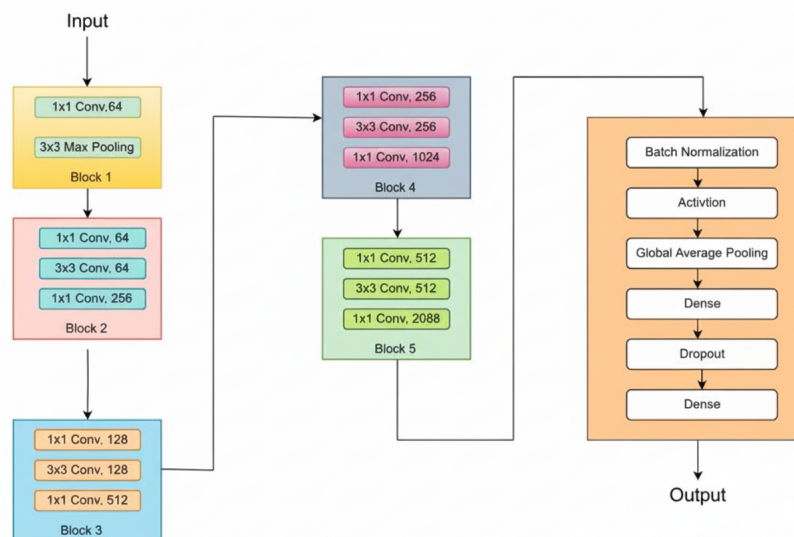 Input
1x1 Conv,64
3x3 Max Pooling
Block 1
1x1 Conv, 64
3x3 Conv, 64
1x1 Conv, 256
Block 2
1x1 Conv, 128
3x3 Conv, 128
1x1 Conv, 512
Block 3
1x1 Conv, 256
3x3 Conv, 256
1x1 Conv, 1024
Block 4
1x1 Conv, 512
3x3 Conv, 512
1x1 Conv, 2088
Block 5
Batch Normalization
Activtion
Global Average Pooling
Dense
Dropout
Dense
Output